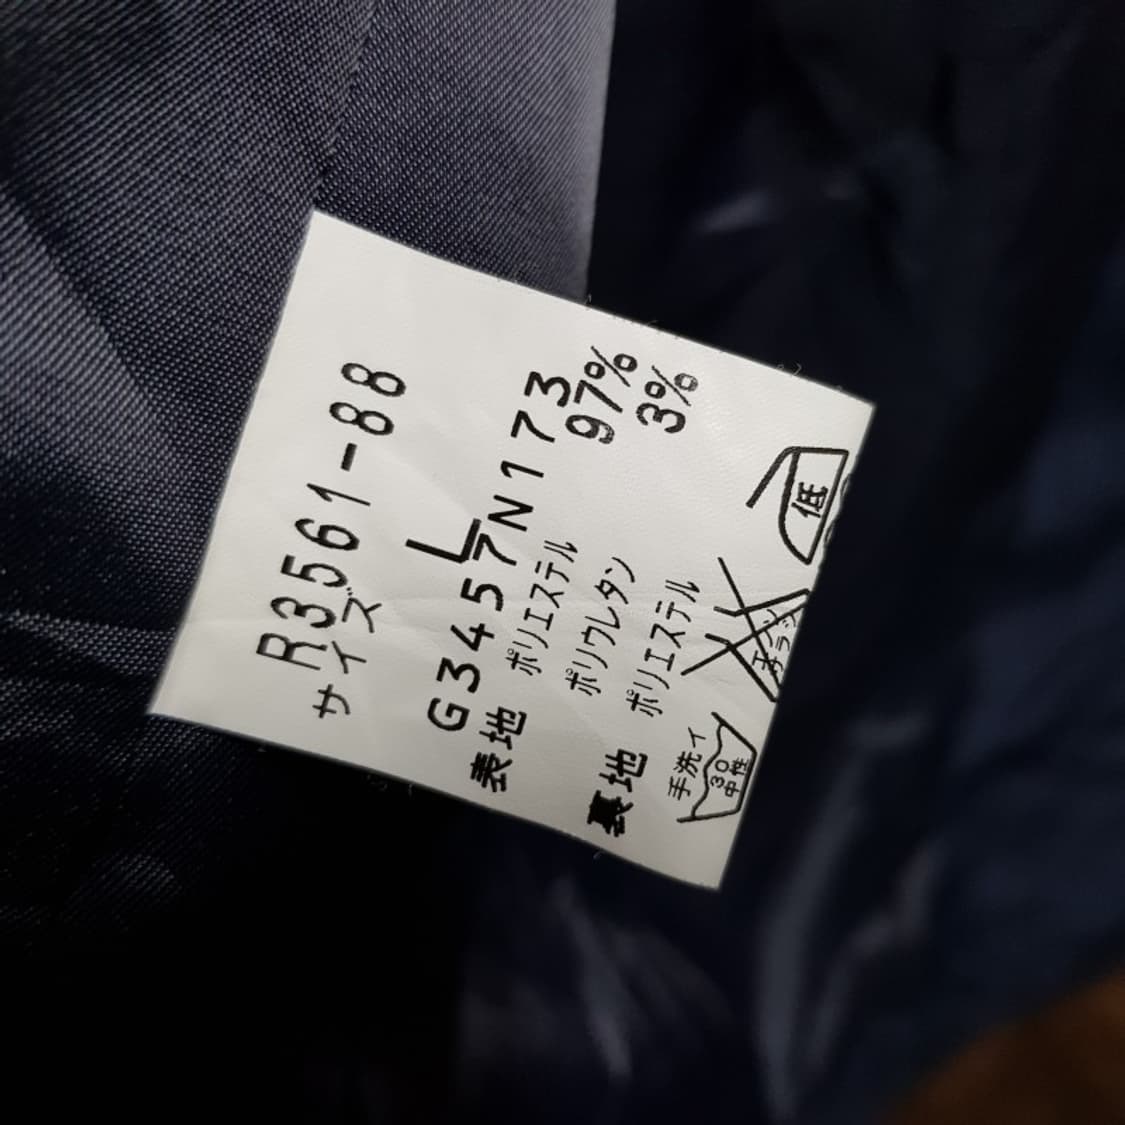 R3561-88
サイズ L
G3457N173
表地 ポリエステル 97%
ポリウレタン 3%
裏地 ポリエステル
手洗イ
30
中性
低